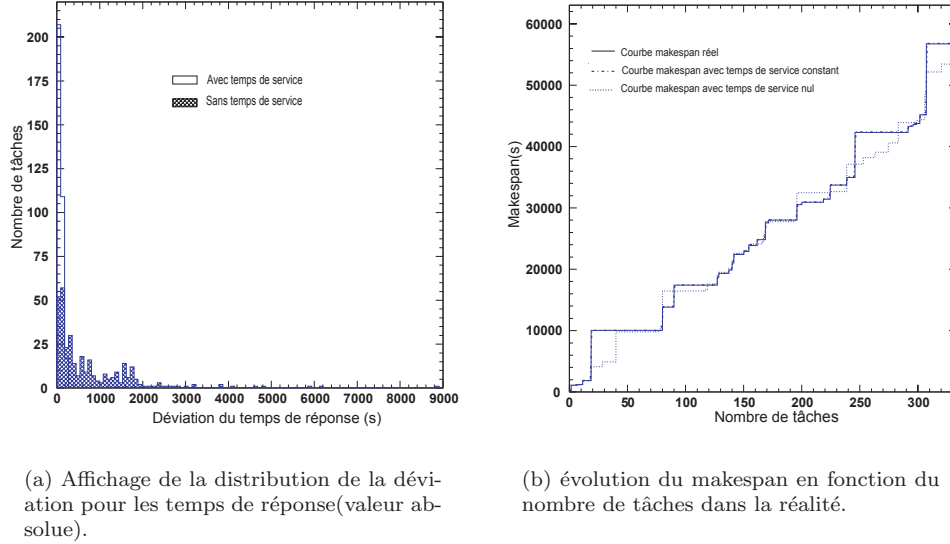 200
175
150
125
100
75
50
25
0
Nombre de tâches
Avec temps de service
Sans temps de service
0 1000 2000 3000 4000 5000 6000 7000 8000 9000
Déviation du temps de réponse (s)
60000
50000
40000
30000
20000
10000
0
Makespan(s)
Courbe makespan réel
Courbe makespan avec temps de service constant
Courbe makespan avec temps de service nul
0 50 100 150 200 250 300
Nombre de tâches
(a) Affichage de la distribution de la dévi-
ation pour les temps de réponse(valeur ab-
solue).
(b) évolution du makespan en fonction du
nombre de tâches dans la réalité.